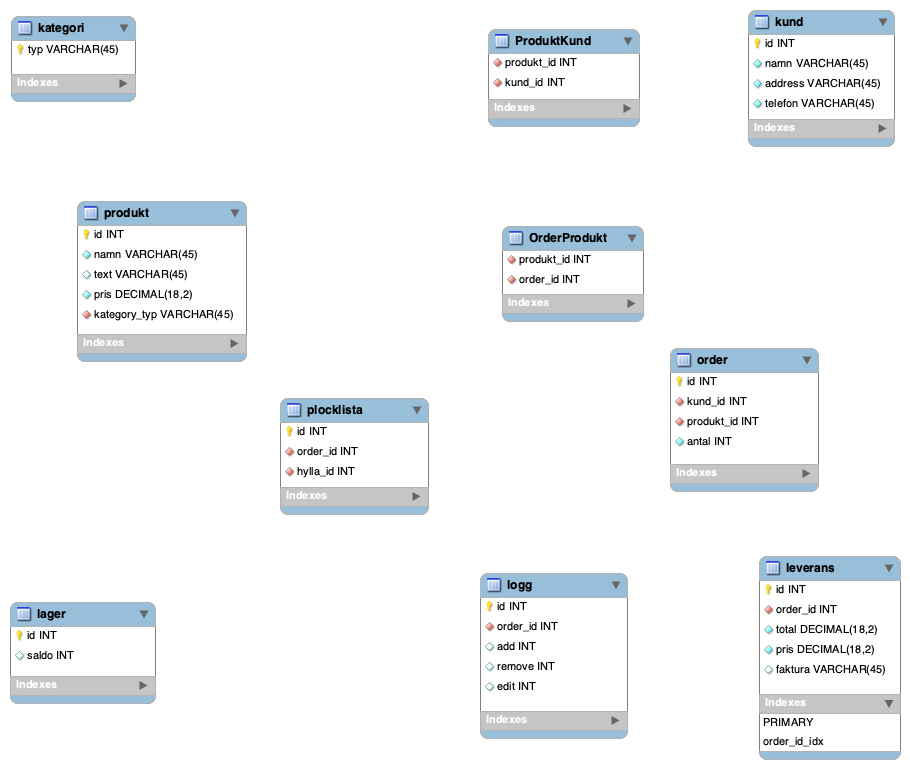 kategori
typ VARCHAR(45)
Indexes
ProduktKund
produkt_id INT
kund_id INT
Indexes
kund
id INT
namn VARCHAR(45)
address VARCHAR(45)
telefon VARCHAR(45)
Indexes
produkt
id INT
namn VARCHAR(45)
text VARCHAR(45)
pris DECIMAL(18,2)
kategory_typ VARCHAR(45)
Indexes
OrderProdukt
produkt_id INT
order_id INT
Indexes
order
id INT
kund_id INT
produkt_id INT
antal INT
Indexes
plocklista
id INT
order_id INT
hylla_id INT
Indexes
lager
id INT
saldo INT
Indexes
logg
id INT
order_id INT
add INT
remove INT
edit INT
Indexes
leverans
id INT
order_id INT
total DECIMAL(18,2)
pris DECIMAL(18,2)
faktura VARCHAR(45)
Indexes
PRIMARY
order_id_idx